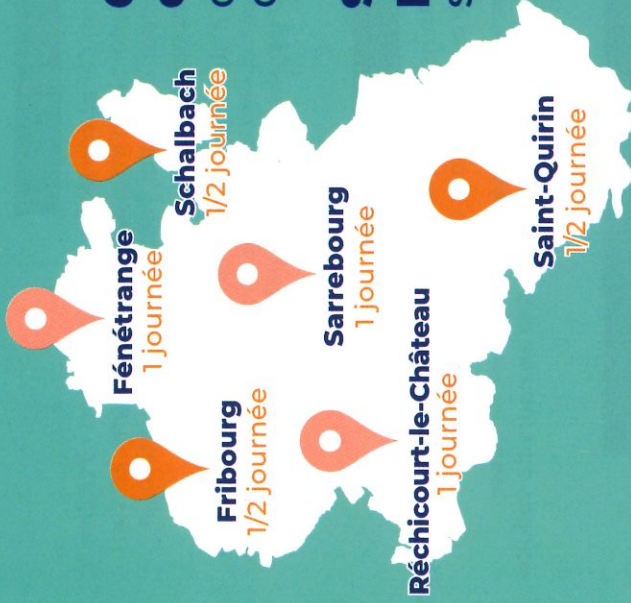 Fénétrange
1 journée
Schalbach
1/2 journée
Fribourg
1/2 journée
Sarrebourg
1 journée
Réchicourt-le-Château
1 journée
Saint-Quirin
1/2 journée